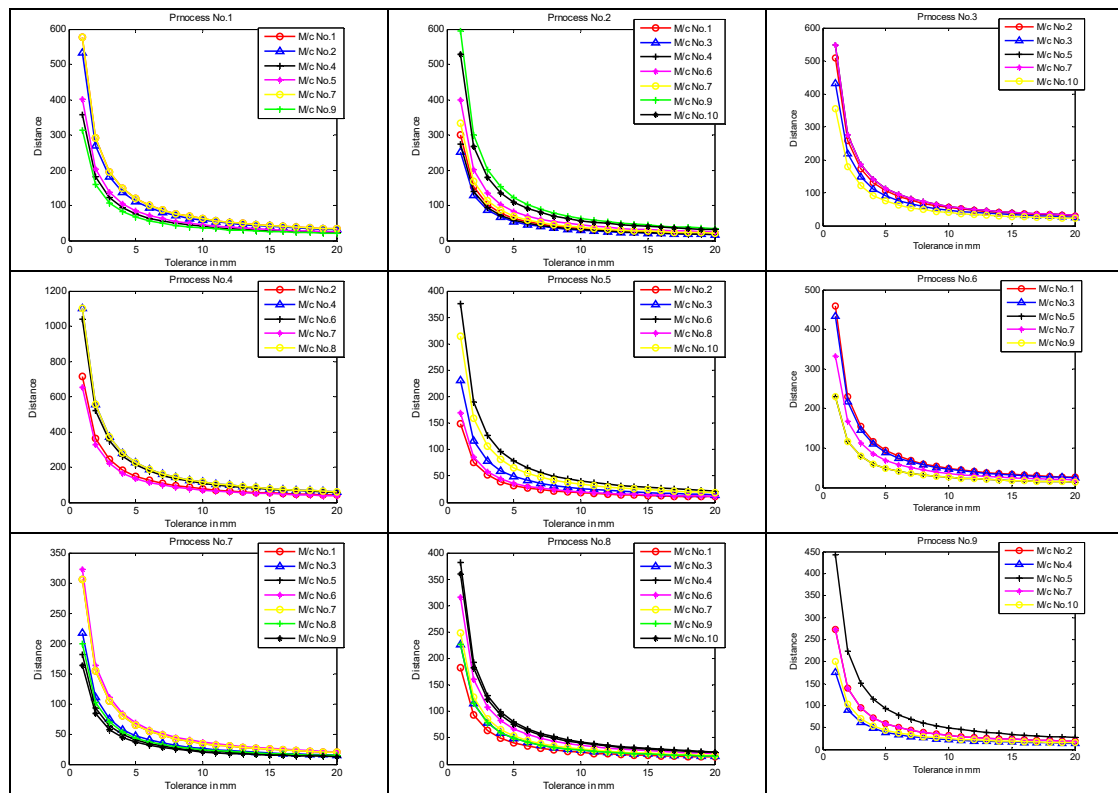 Prnocess No.1
600
500
400
300
200
100
0
0 5 10 15 20
Distance
Tolerance in mm
M/c No.1
M/c No.2
M/c No.4
M/c No.5
M/c No.7
M/c No.9
Prnocess No.2
600
500
400
300
200
100
0
0 5 10 15 20
Distance
Tolerance in mm
M/c No.1
M/c No.3
M/c No.4
M/c No.6
M/c No.7
M/c No.9
M/c No.10
Prnocess No.3
600
500
400
300
200
100
0
0 5 10 15 20
Distance
Tolerance in mm
M/c No.2
M/c No.3
M/c No.5
M/c No.7
M/c No.10
Prnocess No.4
1200
1000
800
600
400
200
0
0 5 10 15 20
Distance
Tolerance in mm
M/c No.2
M/c No.4
M/c No.6
M/c No.7
M/c No.8
Prnocess No.5
400
350
300
250
200
150
100
50
0
0 5 10 15 20
Distance
Tolerance in mm
M/c No.2
M/c No.3
M/c No.6
M/c No.8
M/c No.10
Prnocess No.6
500
400
300
200
100
0
0 5 10 15 20
Distance
Tolerance in mm
M/c No.1
M/c No.3
M/c No.5
M/c No.7
M/c No.9
Prnocess No.7
350
300
250
200
150
100
50
0
0 5 10 15 20
Distance
Tolerance in mm
M/c No.1
M/c No.3
M/c No.5
M/c No.6
M/c No.7
M/c No.8
M/c No.9
Prnocess No.8
400
350
300
250
200
150
100
50
0
0 5 10 15 20
Distance
Tolerance in mm
M/c No.1
M/c No.3
M/c No.4
M/c No.6
M/c No.7
M/c No.9
M/c No.10
Prnocess No.9
450
400
350
300
250
200
150
100
50
0
0 5 10 15 20
Distance
Tolerance in mm
M/c No.2
M/c No.4
M/c No.5
M/c No.7
M/c No.10